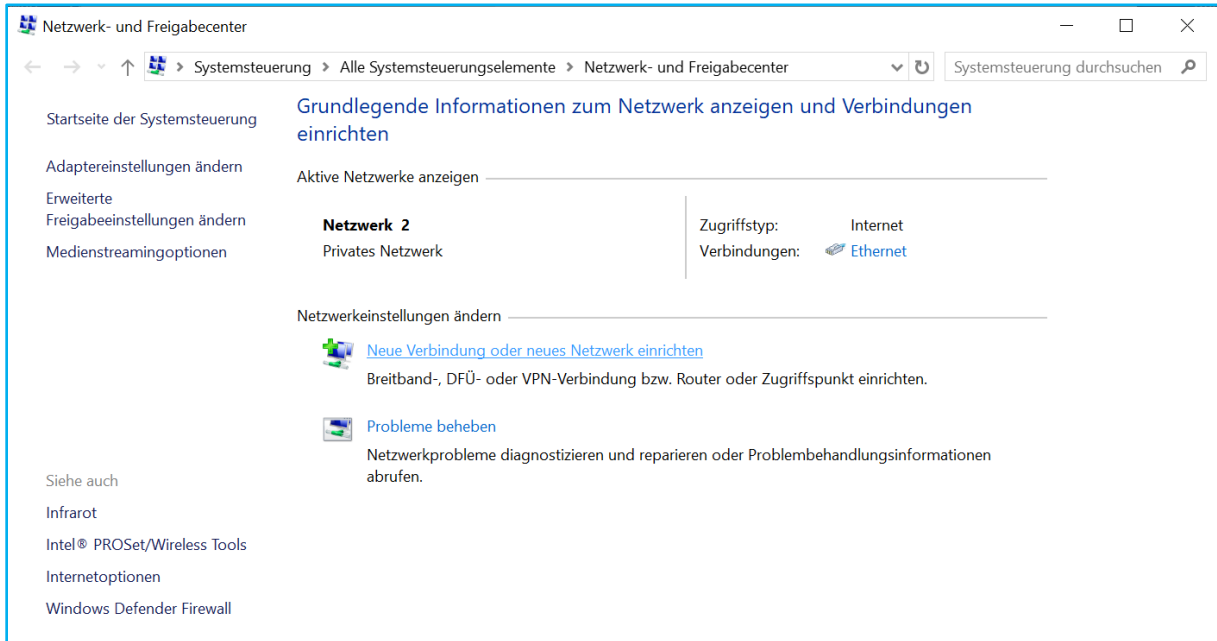 Netzwerk- und Freigabecenter
Systemsteuerung > Alle Systemsteuerungselemente > Netzwerk- und Freigabecenter
Systemsteuerung durchsuchen
Startseite der Systemsteuerung
Adaptereinstellungen ändern
Erweiterte
Freigabeeinstellungen ändern
Medienstreamingoptionen
Grundlegende Informationen zum Netzwerk anzeigen und Verbindungen
einrichten
Aktive Netzwerke anzeigen
Netzwerk 2
Privates Netzwerk
Zugriffstyp: Internet
Verbindungen: Ethernet
Netzwerkeinstellungen ändern
Neue Verbindung oder neues Netzwerk einrichten
Breitband-, DFÜ- oder VPN-Verbindung bzw. Router oder Zugriffspunkt einrichten.
Probleme beheben
Netzwerkprobleme diagnostizieren und reparieren oder Problembehandlungsinformationen
abrufen.
Siehe auch
Infrarot
Intel® PROSet/Wireless Tools
Internetoptionen
Windows Defender Firewall